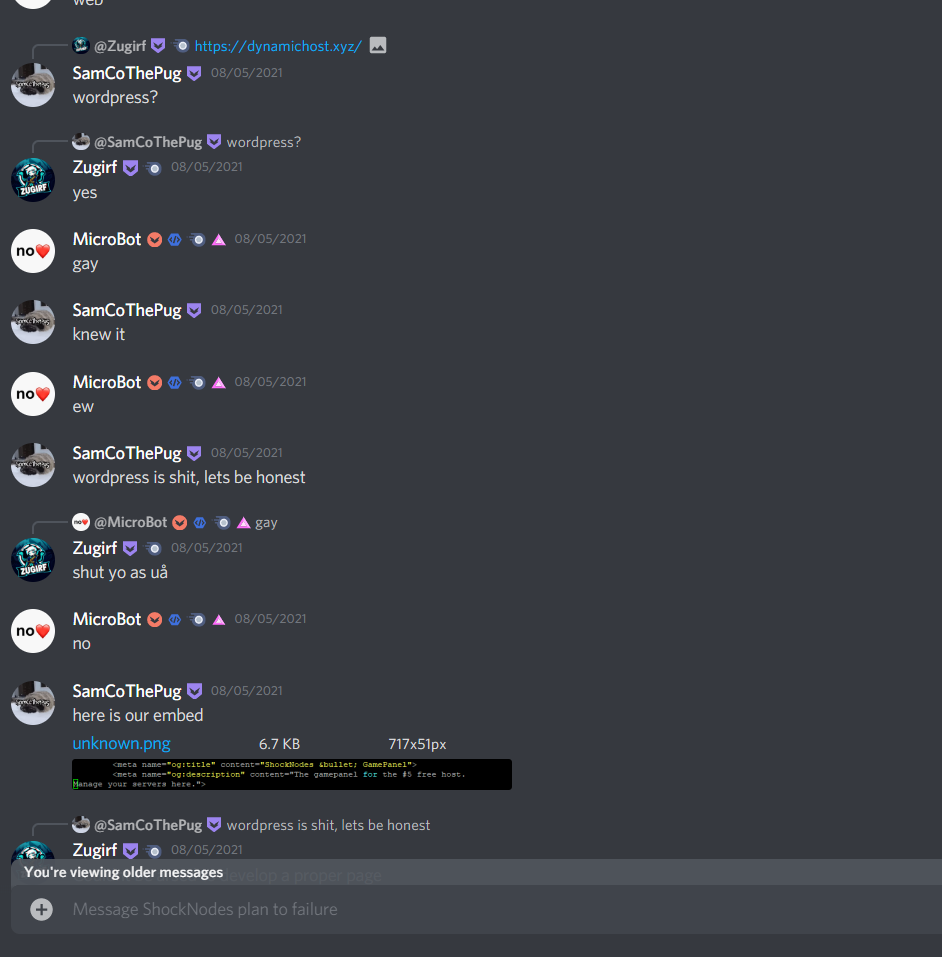 web
@Zugirf https://dynamichost.xyz/
SamCoThePug 08/05/2021
wordpress?
@SamCoThePug wordpress?
Zugirf 08/05/2021
yes
MicroBot 08/05/2021
gay
SamCoThePug 08/05/2021
knew it
MicroBot 08/05/2021
ew
SamCoThePug 08/05/2021
wordpress is shit, lets be honest
@MicroBot gay
Zugirf 08/05/2021
shut yo as uå
MicroBot 08/05/2021
no
SamCoThePug 08/05/2021
here is our embed
unknown.png 6.7 KB 717x51px
<meta name="og:title" content="ShockNodes &bullet; GamePanel">
<meta name="og:description" content="The gamepanel for the #5 free host.
Manage your servers here.">
@SamCoThePug wordpress is shit, lets be honest
Zugirf 08/05/2021
develop a proper page
You're viewing older messages
Message ShockNodes plan to failure
no❤
no❤
no❤
ZUGIRF
ZUGIRF